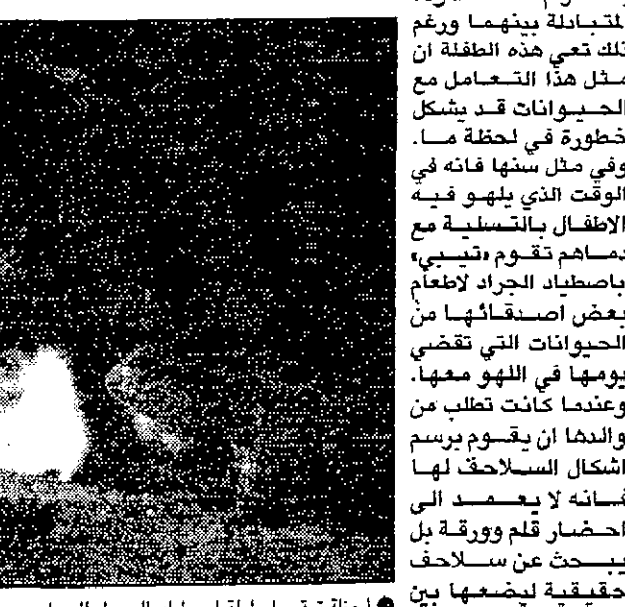 المتبادلة بينهما ورغم
ذلك تعي هذه الطفلة ان
مثل هذا التعامل مع
الحيوانات قد يشكل
خطورة في لحظة ما.
وفي مثل سنها فانه في
الوقت الذي يلهو فيه
الاطفال بالتسلية مع
دماهم تقوم «تيبي»
باصطياد الجراد لاطعام
بعض اصدقائها من
الحيوانات التي تقضي
يومها في اللهو معها.
وعندما كانت تطلب من
والدها ان يقوم برسم
اشكال السلاحف لها
فانه لا يعمد الى
احضار قلم وورقة بل
يبحث عن سلاحف
حقيقية ليضعها بين